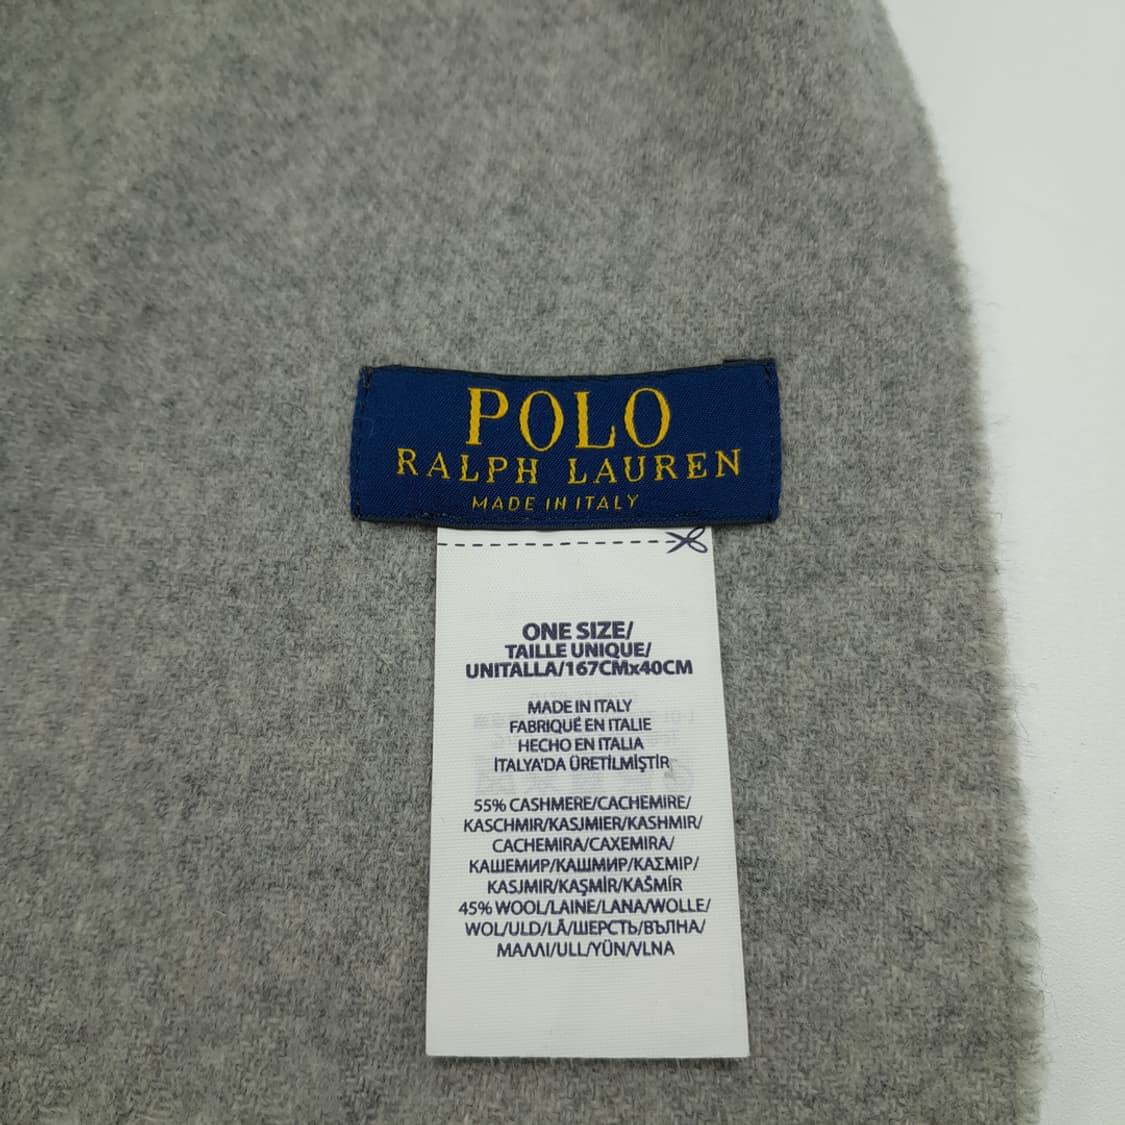 POLO
RALPH LAUREN
MADE IN ITALY
ONE SIZE/
TAILLE UNIQUE/
UNITALLA/167CMx40CM
MADE IN ITALY
FABRIQUÉ EN ITALIE
HECHO EN ITALIA
İTALYA'DA ÜRETİLMİŞTİR
55% CASHMERE/CACHEMIRE/
KASCHMIR/KASJMIER/KASHMIR/
CACHEMIRA/CAXEMIRA/
КАШЕМИР/КАШМИР/ΚΑΣΜΙΡ/
KASJMIR/KAŞMİR/KAŠMÍR
45% WOOL/LAINE/LANA/WOLLE/
WOL/ULD/LÃ/ШЕРСТЬ/ВЪЛНА/
ΜΑΛΛΙ/ULL/YÜN/VLNA